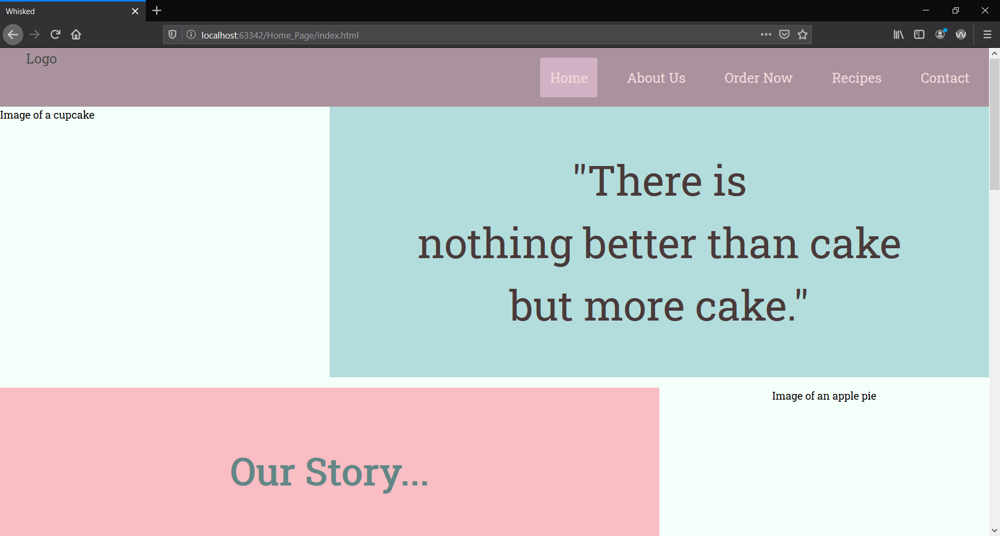 Whisked
localhost:63342/Home_Page/index.html
Logo
Home About Us Order Now Recipes Contact
Image of a cupcake
"There is
nothing better than cake
but more cake."
Image of an apple pie
Our Story...